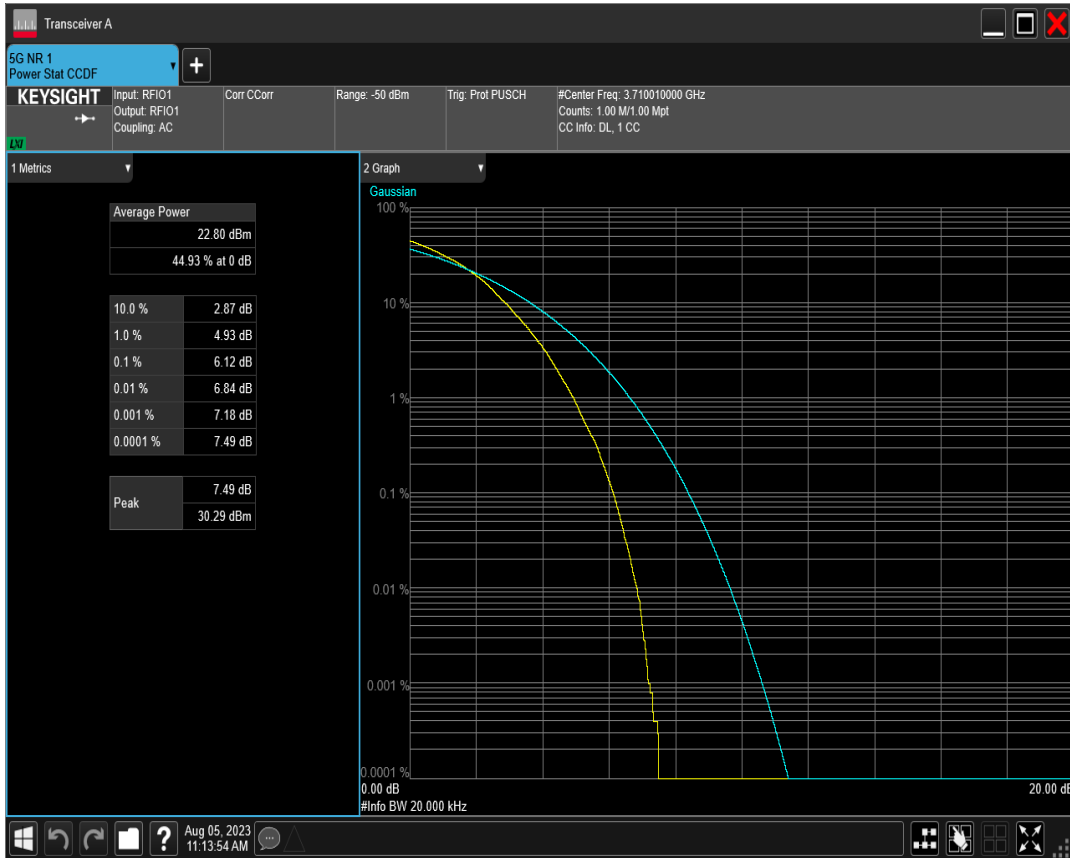 Transceiver A
5G NR 1
Power Stat CCDF
KEYSIGHT
LXI
Input: RFIO1
Output: RFIO1
Coupling: AC
Corr CCorr
Range: -50 dBm
Trig: Prot PUSCH
#Center Freq: 3.710010000 GHz
Counts: 1.00 M/1.00 Mpt
CC Info: DL, 1 CC
1 Metrics
Average Power
22.80 dBm
44.93 % at 0 dB
10.0 % 2.87 dB
1.0 % 4.93 dB
0.1 % 6.12 dB
0.01 % 6.84 dB
0.001 % 7.18 dB
0.0001 % 7.49 dB
Peak 7.49 dB
30.29 dBm
2 Graph
Gaussian
100 %
10 %
1 %
0.1 %
0.01 %
0.001 %
0.0001 %
0.00 dB 20.00 dB
#Info BW 20.000 kHz
? Aug 05, 2023
11:13:54 AM